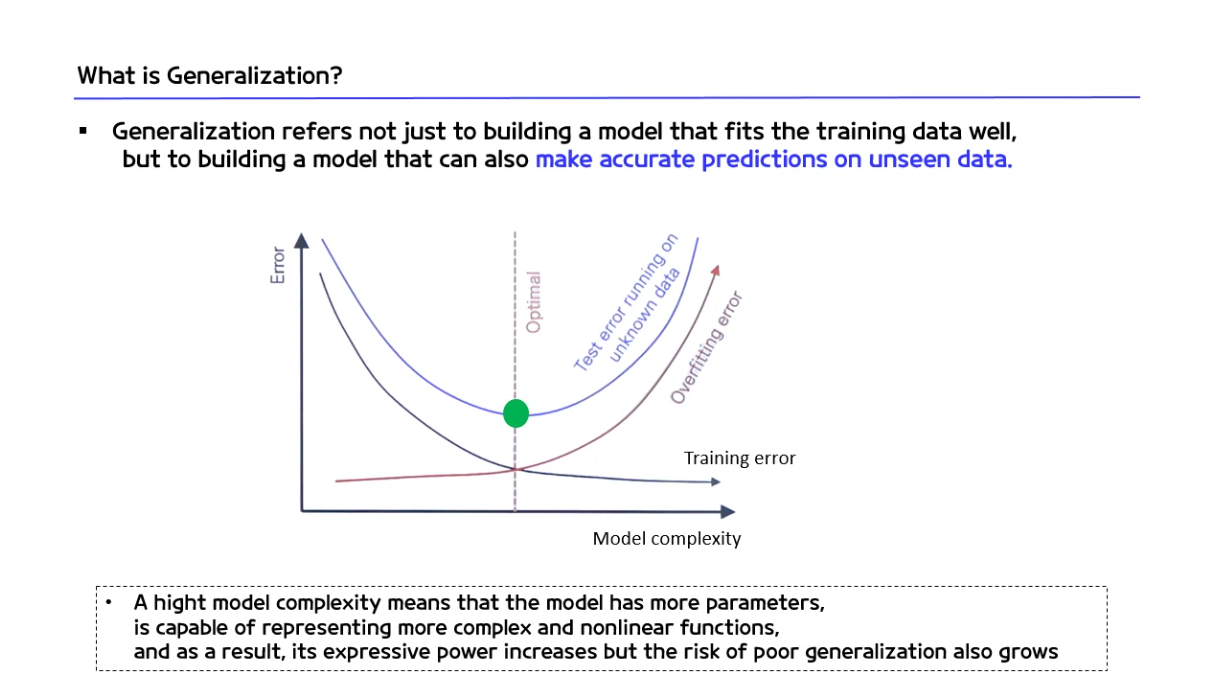 What is Generalization?
▪ Generalization refers not just to building a model that fits the training data well,
but to building a model that can also make accurate predictions on unseen data.
Error
Optimal
Test error running on
unknown data
Overfitting error
Training error
Model complexity
• A hight model complexity means that the model has more parameters,
is capable of representing more complex and nonlinear functions,
and as a result, its expressive power increases but the risk of poor generalization also grows